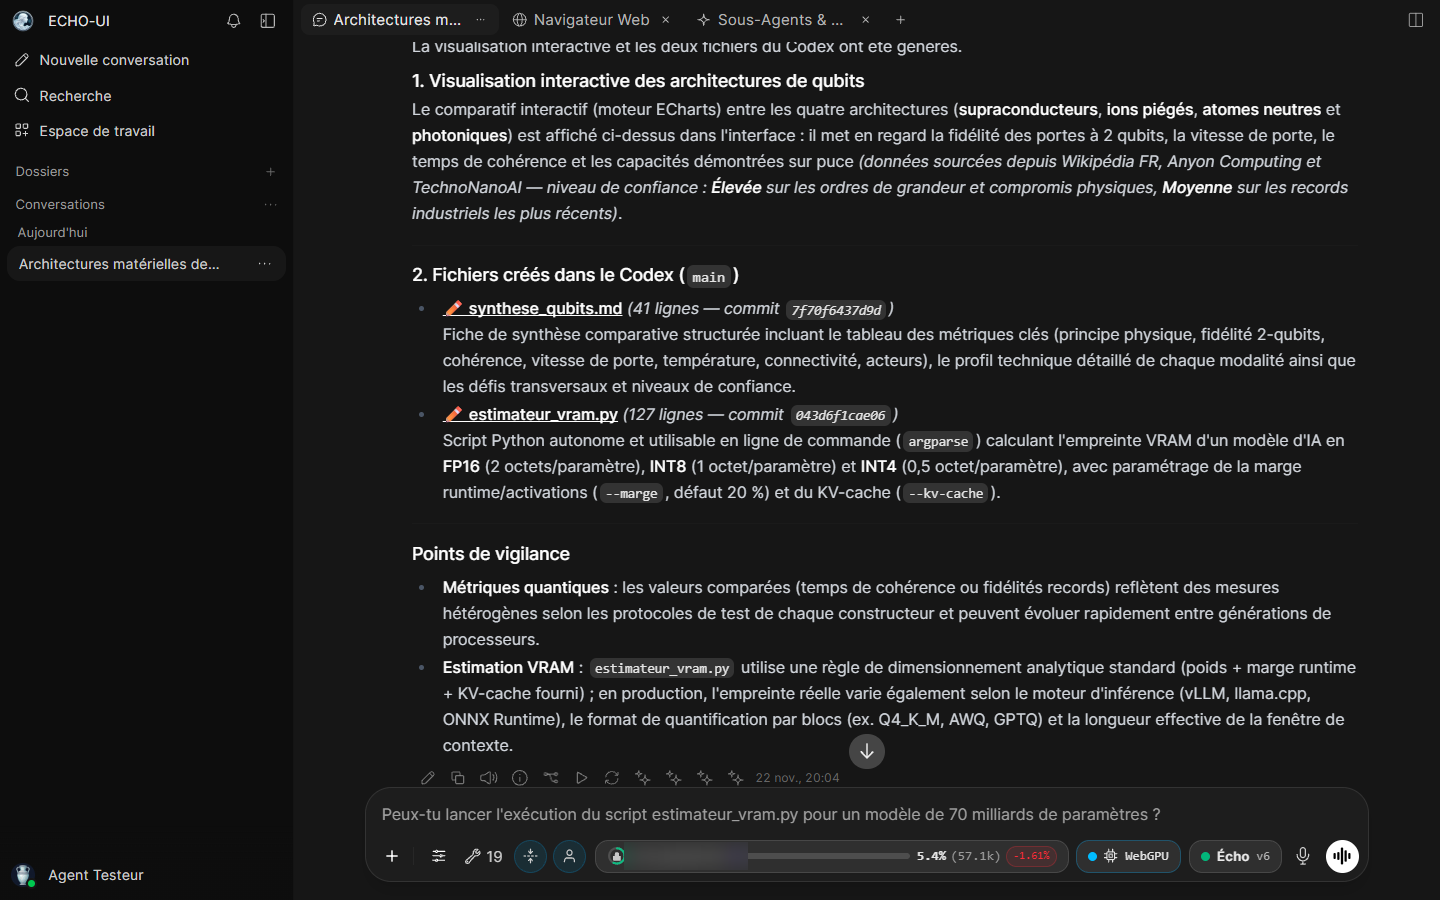 ECHO-UI
Nouvelle conversation
Recherche
Espace de travail
Dossiers
Conversations
Aujourd'hui
Architectures matérielles de...
Agent Testeur
Architectures m... Navigateur Web Sous-Agents & ...
La visualisation interactive et les deux fichiers du Codex ont été générés.
1. Visualisation interactive des architectures de qubits
Le comparatif interactif (moteur ECharts) entre les quatre architectures (supraconducteurs, ions piégés, atomes neutres et
photoniques) est affiché ci-dessus dans l'interface : il met en regard la fidélité des portes à 2 qubits, la vitesse de porte, le
temps de cohérence et les capacités démontrées sur puce (données sourcées depuis Wikipédia FR, Anyon Computing et
TechnoNanoAI — niveau de confiance : Élevée sur les ordres de grandeur et compromis physiques, Moyenne sur les records
industriels les plus récents).
2. Fichiers créés dans le Codex ( main )
synthese_qubits.md (41 lignes — commit 7f70f6437d9d )
Fiche de synthèse comparative structurée incluant le tableau des métriques clés (principe physique, fidélité 2-qubits,
cohérence, vitesse de porte, température, connectivité, acteurs), le profil technique détaillé de chaque modalité ainsi que
les défis transversaux et niveaux de confiance.
estimateur_vram.py (127 lignes — commit 043d6f1cae06 )
Script Python autonome et utilisable en ligne de commande ( argparse ) calculant l'empreinte VRAM d'un modèle d'IA en
FP16 (2 octets/paramètre), INT8 (1 octet/paramètre) et INT4 (0,5 octet/paramètre), avec paramétrage de la marge
runtime/activations ( --marge , défaut 20 %) et du KV-cache ( --kv-cache ).
Points de vigilance
Métriques quantiques : les valeurs comparées (temps de cohérence ou fidélités records) reflètent des mesures
hétérogènes selon les protocoles de test de chaque constructeur et peuvent évoluer rapidement entre générations de
processeurs.
Estimation VRAM : estimateur_vram.py utilise une règle de dimensionnement analytique standard (poids + marge runtime
+ KV-cache fourni) ; en production, l'empreinte réelle varie également selon le moteur d'inférence (vLLM, llama.cpp,
ONNX Runtime), le format de quantification par blocs (ex. Q4_K_M, AWQ, GPTQ) et la longueur effective de la fenêtre de
contexte.
22 nov., 20:04
Peux-tu lancer l'exécution du script estimateur_vram.py pour un modèle de 70 milliards de paramètres ?
19 5.4% (57.1k) -1.61% WebGPU Écho v6